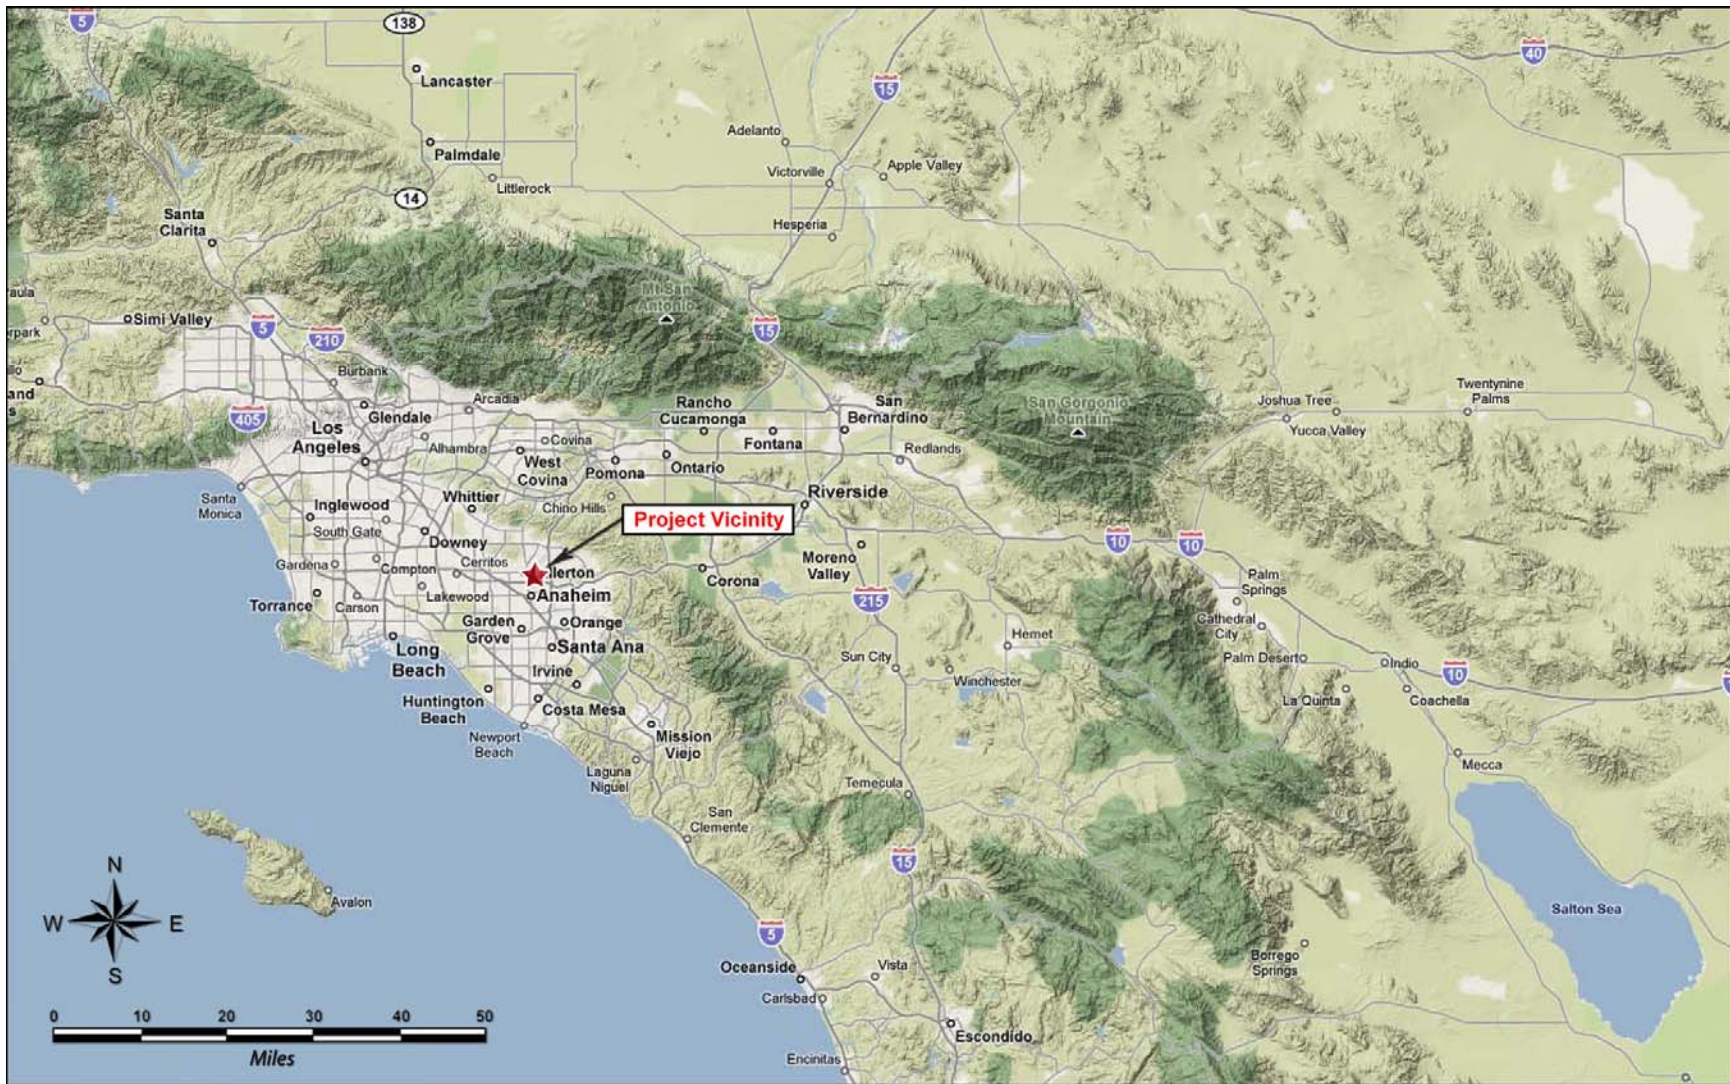 5
138
40
Lancaster
15
Adelanto
Palmdale
Apple Valley
Victorville
Littlerock
14
Santa
Clarita
Hesperia
Mt San
Antonio
aula
Simi Valley
rpark
5
210
15
Burbank
and
s
Arcadia
Rancho
Cucamonga
San
Bernardino
San Gorgonio
Mountain
Joshua Tree
Twentynine
Palms
405
Glendale
Los
Angeles
Alhambra
Covina
Fontana
Yucca Valley
West
Covina
Pomona
Ontario
Redlands
Santa
Monica
Inglewood
Whittier
Chino Hills
Riverside
South Gate
Project Vicinity
Downey
10
10
Gardena
Compton
Cerritos
llerton
Corona
Moreno
Valley
Palm
Springs
Torrance
Carson
Lakewood
Anaheim
215
Garden
Grove
Orange
Cathedral
City
Long
Beach
Santa Ana
Hemet
Sun City
Palm Desert
Indio
10
Irvine
Winchester
Huntington
Beach
Costa Mesa
La Quinta
Coachella
Newport
Beach
Mission
Viejo
Laguna
Niguel
Mecca
Temecula
San
Clemente
15
N
W
E
S
Avalon
Salton Sea
5
Oceanside
Vista
Borrego
Springs
Carlsbad
0 10 20 30 40 50
Miles
Escondido
Encinitas